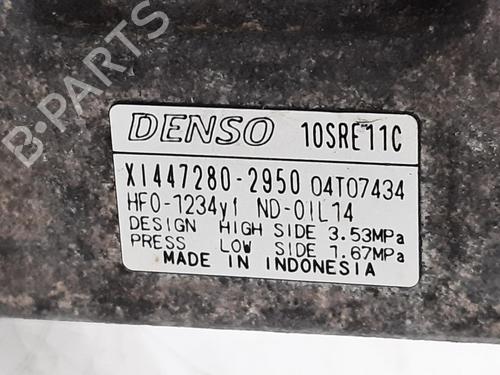 B-PARTS
DENSO 10SRE11C
X1447280-2950 04T07434
HFO-1234yf ND-OIL14
DESIGN HIGH SIDE 3.53MPa
PRESS LOW SIDE 1.67MPa
MADE IN INDONESIA